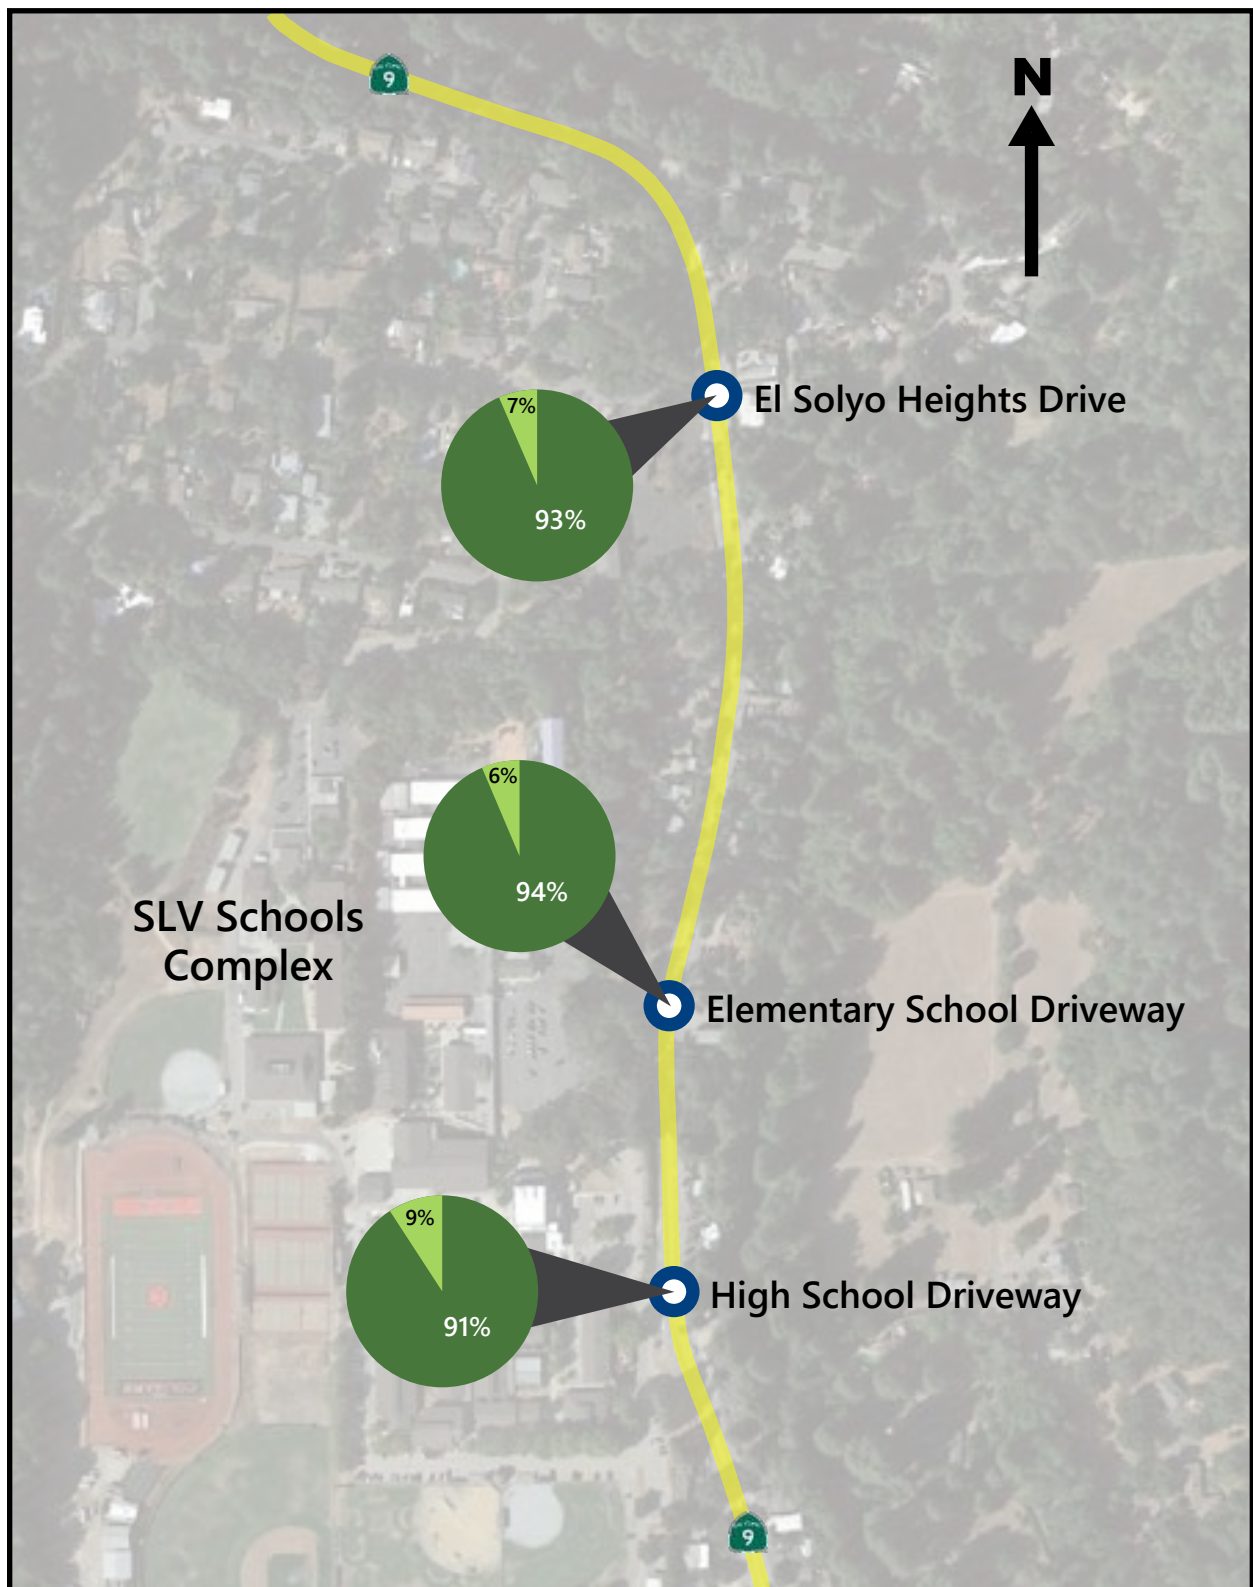 9
N
El Solyo Heights Drive
7%
93%
6%
94%
SLV Schools
Complex
Elementary School Driveway
9%
91%
High School Driveway
9